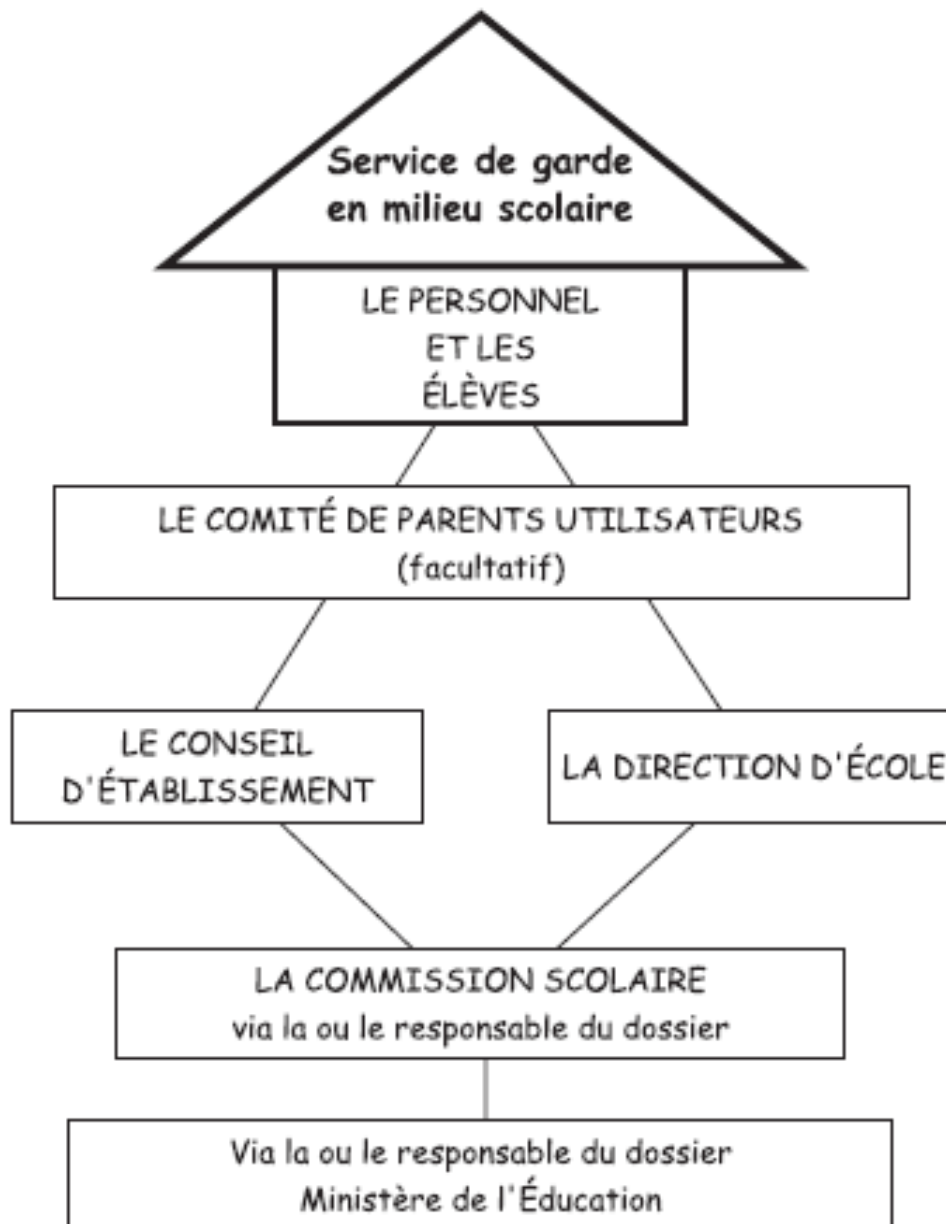 Service de garde
en milieu scolaire
LE PERSONNEL
ET LES
ÉLÈVES
LE COMITÉ DE PARENTS UTILISATEURS
(facultatif)
LE CONSEIL
D'ÉTABLISSEMENT
LA DIRECTION D'ÉCOLE
LA COMMISSION SCOLAIRE
via la ou le responsable du dossier
Via la ou le responsable du dossier
Ministère de l'Éducation